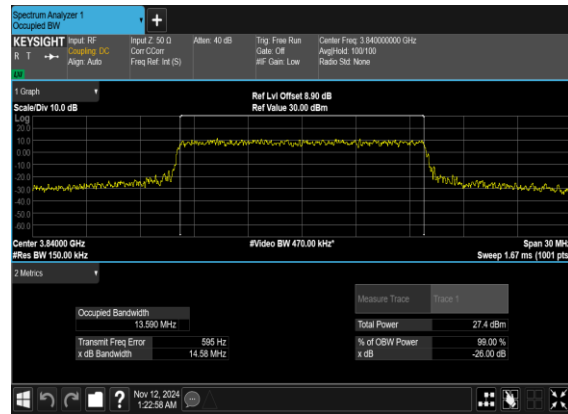 Spectrum Analyzer 1
Occupied BW
KEYSIGHT
R T
Input: RF
Coupling: DC
Align: Auto
Input Z: 50 Ω
Corr CCorr
Freq Ref: Int (S)
Atten: 40 dB
Trig: Free Run
Gate: Off
#IF Gain: Low
Center Freq: 3.840000000 GHz
Avg|Hold: 100/100
Radio Std: None
1 Graph
Scale/Div 10.0 dB
Ref Lvl Offset 8.90 dB
Ref Value 30.00 dBm
Log
20.0
10.0
0.00
-10.0
-20.0
-30.0
-40.0
-50.0
-60.0
Center 3.84000 GHz
#Res BW 150.00 kHz
#Video BW 470.00 kHz*
Span 30 MHz
Sweep 1.67 ms (1001 pts)
2 Metrics
Measure Trace Trace 1
Occupied Bandwidth
13.590 MHz
Total Power 27.4 dBm
Transmit Freq Error 595 Hz
% of OBW Power 99.00 %
x dB Bandwidth 14.58 MHz
x dB -26.00 dB
Nov 12, 2024
1:22:58 AM